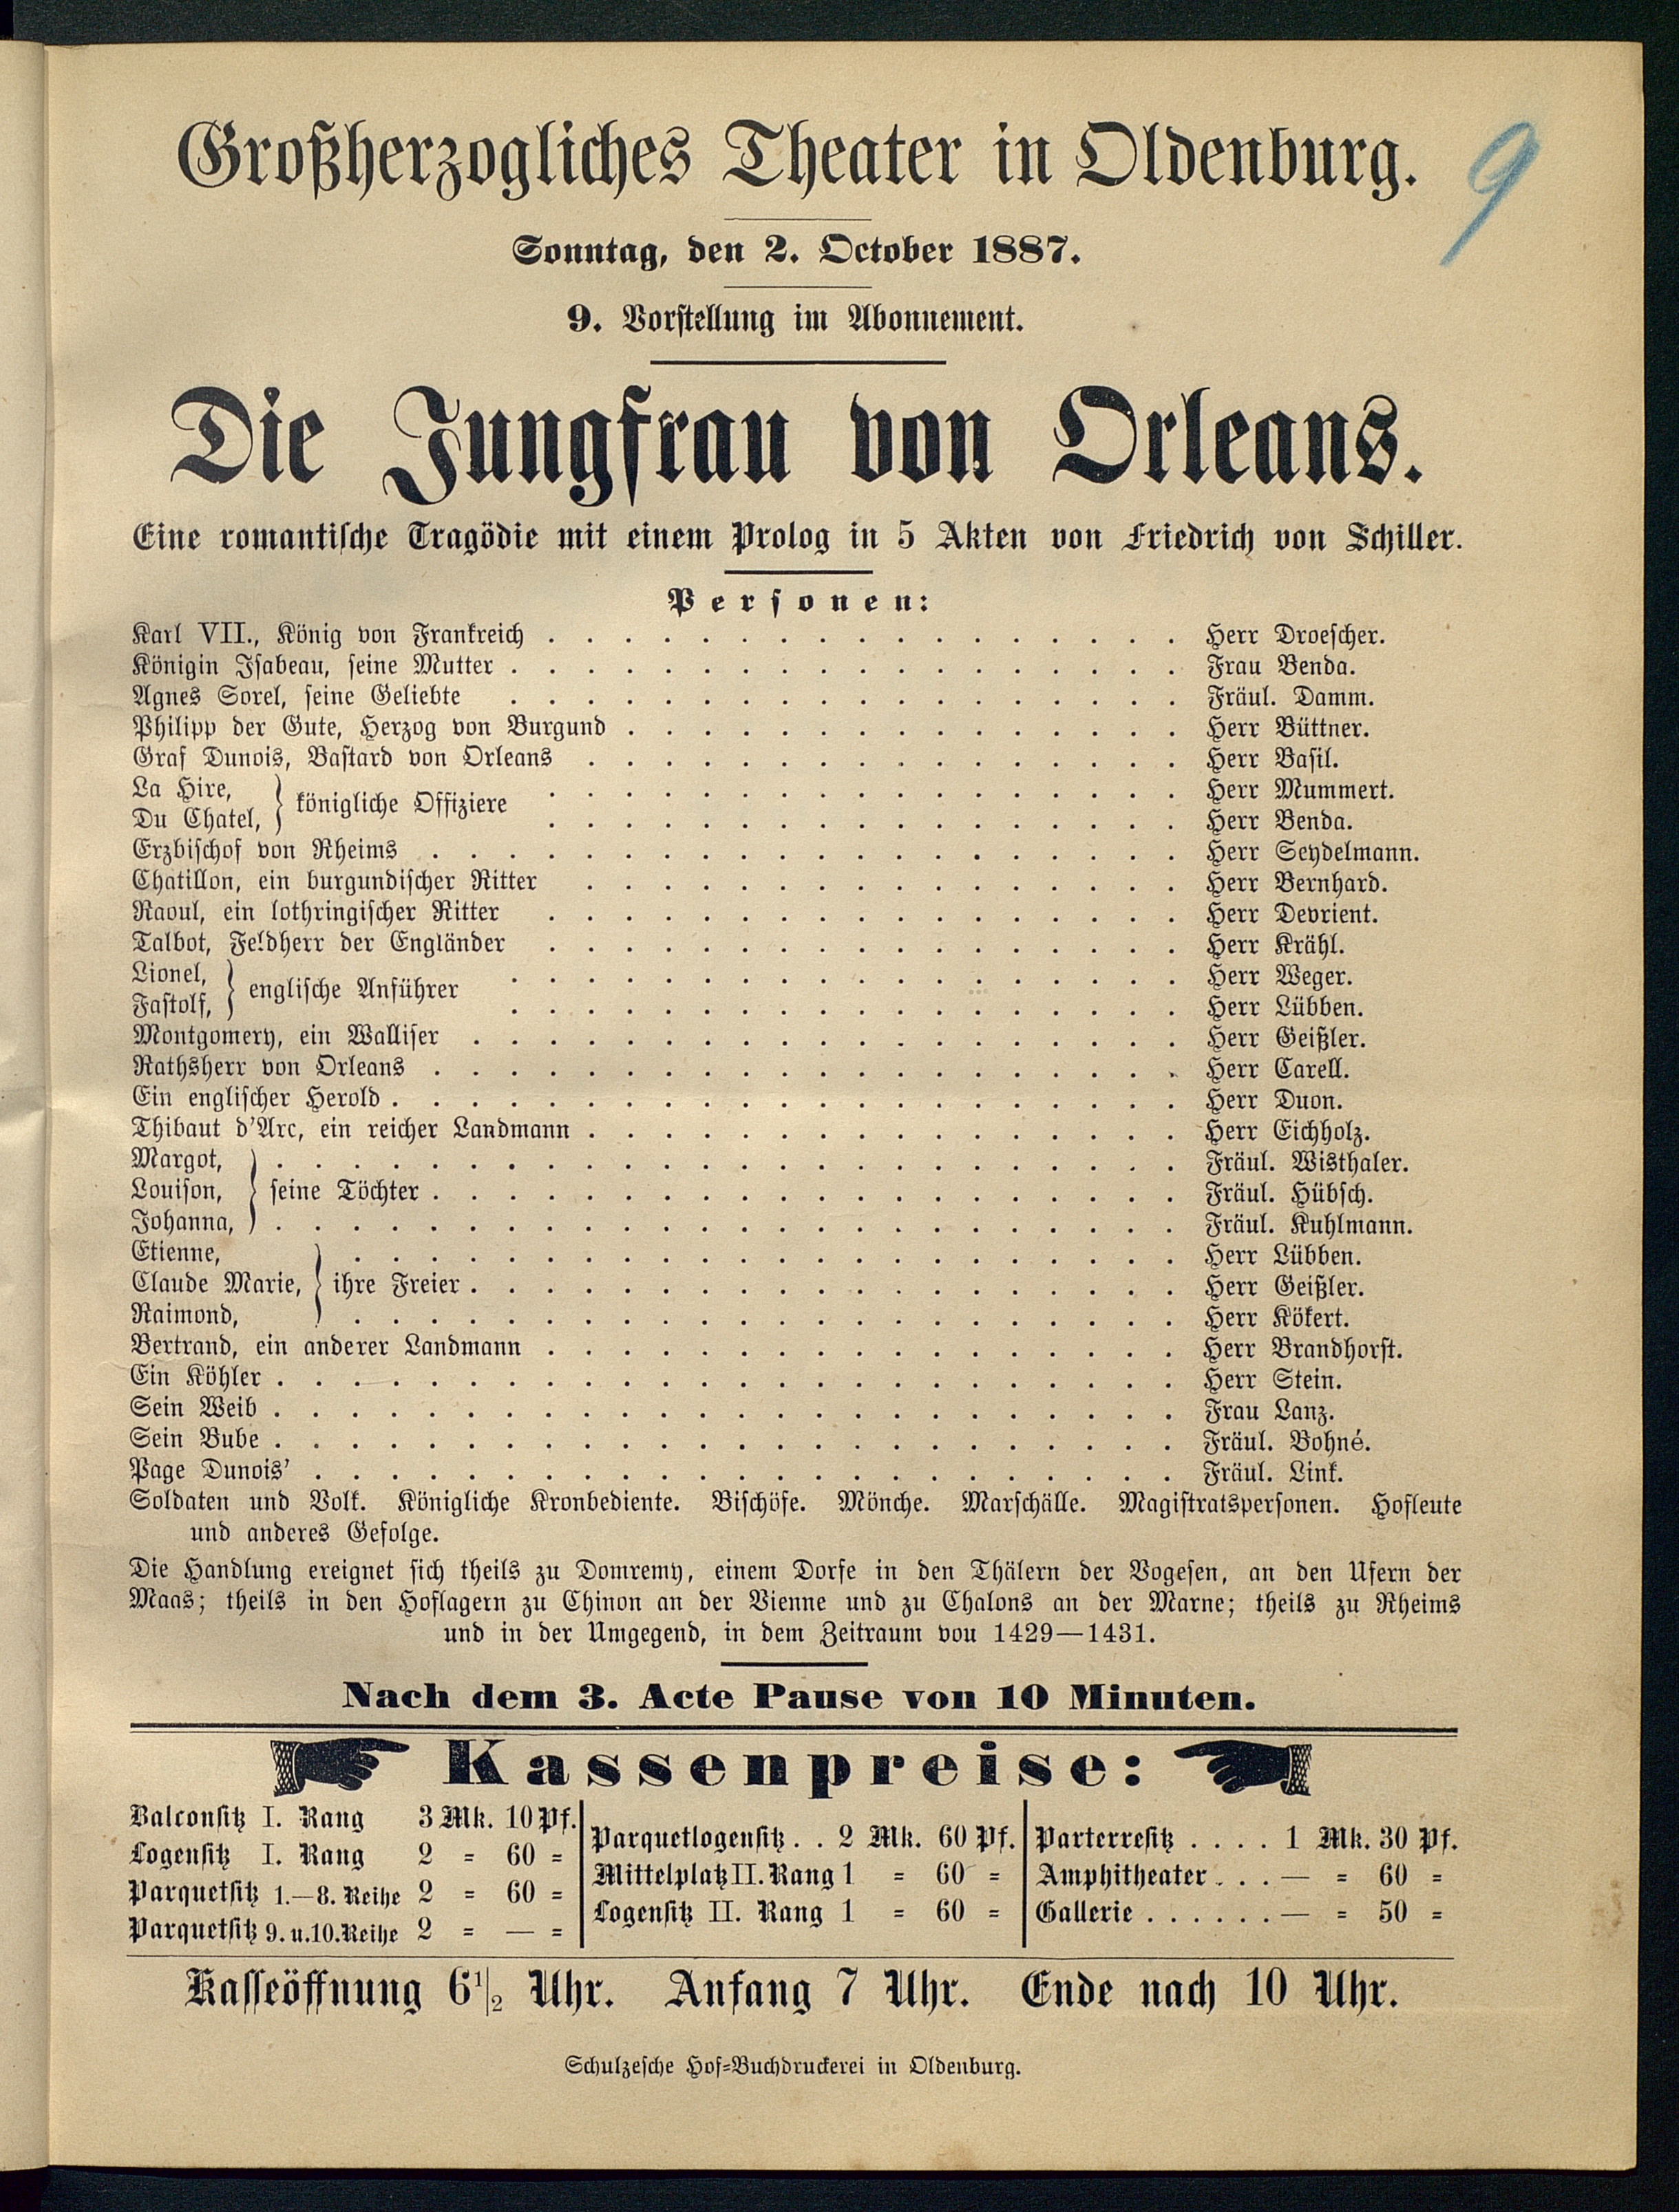 Großherzogliches Theater in Oldenburg.
9
Sonntag, den 2. October 1887.
9. Vorstellung im Abonnement.
Die Jungfrau von Orleans.
Eine romantische Tragödie mit einem Prolog in 5 Akten von Friedrich von Schiller.
Personen:
Karl VII., König von Frankreich . . . . . . . . . . . . . . . . . Herr Droescher.
Königin Isabeau, seine Mutter . . . . . . . . . . . . . . . . . . Frau Benda.
Agnes Sorel, seine Geliebte . . . . . . . . . . . . . . . . . . Fräul. Damm.
Philipp der Gute, Herzog von Burgund . . . . . . . . . . . . . . . Herr Büttner.
Graf Dunois, Bastard von Orleans . . . . . . . . . . . . . . . . Herr Basil.
La Hire, . . . . . . . . . . . . . . . . . Herr Mummert.
} königliche Offiziere
Du Chatel, . . . . . . . . . . . . . . . . . Herr Benda.
Erzbischof von Rheims . . . . . . . . . . . . . . . . . . . . Herr Seydelmann.
Chatillon, ein burgundischer Ritter . . . . . . . . . . . . . . . . Herr Bernhard.
Raoul, ein lothringischer Ritter . . . . . . . . . . . . . . . . . Herr Devrient.
Talbot, Feldherr der Engländer . . . . . . . . . . . . . . . . . Herr Krähl.
Lionel, . . . . . . . . . . . . . . . . . . Herr Weger.
} englische Anführer
Fastolf, . . . . . . . . . . . . . . . . . . Herr Lübben.
Montgomery, ein Walliser . . . . . . . . . . . . . . . . . . . Herr Geißler.
Rathsherr von Orleans . . . . . . . . . . . . . . . . . . . . Herr Carell.
Ein englischer Herold . . . . . . . . . . . . . . . . . . . . . Herr Duon.
Thibaut d'Arc, ein reicher Landmann . . . . . . . . . . . . . . . . Herr Eichholz.
Margot, . . . . . . . . . . . . . . . . . . . . . . . . Fräul. Wisthaler.
Louison, } seine Töchter . . . . . . . . . . . . . . . . . . . . Fräul. Hübsch.
Johanna, . . . . . . . . . . . . . . . . . . . . . . . . Fräul. Kuhlmann.
Etienne, . . . . . . . . . . . . . . . . . . . . . . Herr Lübben.
Claude Marie, } ihre Freier . . . . . . . . . . . . . . . . . . . Herr Geißler.
Raimond, . . . . . . . . . . . . . . . . . . . . . . Herr Kökert.
Bertrand, ein anderer Landmann . . . . . . . . . . . . . . . . . Herr Brandhorst.
Ein Köhler . . . . . . . . . . . . . . . . . . . . . . . . Herr Stein.
Sein Weib . . . . . . . . . . . . . . . . . . . . . . . . Frau Lanz.
Sein Bube . . . . . . . . . . . . . . . . . . . . . . . . Fräul. Bohné.
Page Dunois' . . . . . . . . . . . . . . . . . . . . . . . Fräul. Link.
Soldaten und Volk. Königliche Kronbediente. Bischöfe. Mönche. Marschälle. Magistratspersonen. Hofleute
und anderes Gefolge.
Die Handlung ereignet sich theils zu Domremy, einem Dorfe in den Thälern der Vogesen, an den Ufern der
Maas; theils in den Hoflagern zu Chinon an der Vienne und zu Chalons an der Marne; theils zu Rheims
und in der Umgegend, in dem Zeitraum von 1429—1431.
Nach dem 3. Acte Pause von 10 Minuten.
Kassenpreise:
Balconsitz I. Rang 3 Mk. 10 Pf.
Logensitz I. Rang 2 = 60 =
Parquetsitz 1.—8. Reihe 2 = 60 =
Parquetsitz 9. u. 10. Reihe 2 = — =
Parquetlogensitz . . 2 Mk. 60 Pf.
Mittelplatz II. Rang 1 = 60 =
Logensitz II. Rang 1 = 60 =
Parterresitz . . . . 1 Mk. 30 Pf.
Amphitheater . . . — = 60 =
Gallerie . . . . . . — = 50 =
Kasseöffnung 6 1/2 Uhr. Anfang 7 Uhr. Ende nach 10 Uhr.
Schulzesche Hof=Buchdruckerei in Oldenburg.